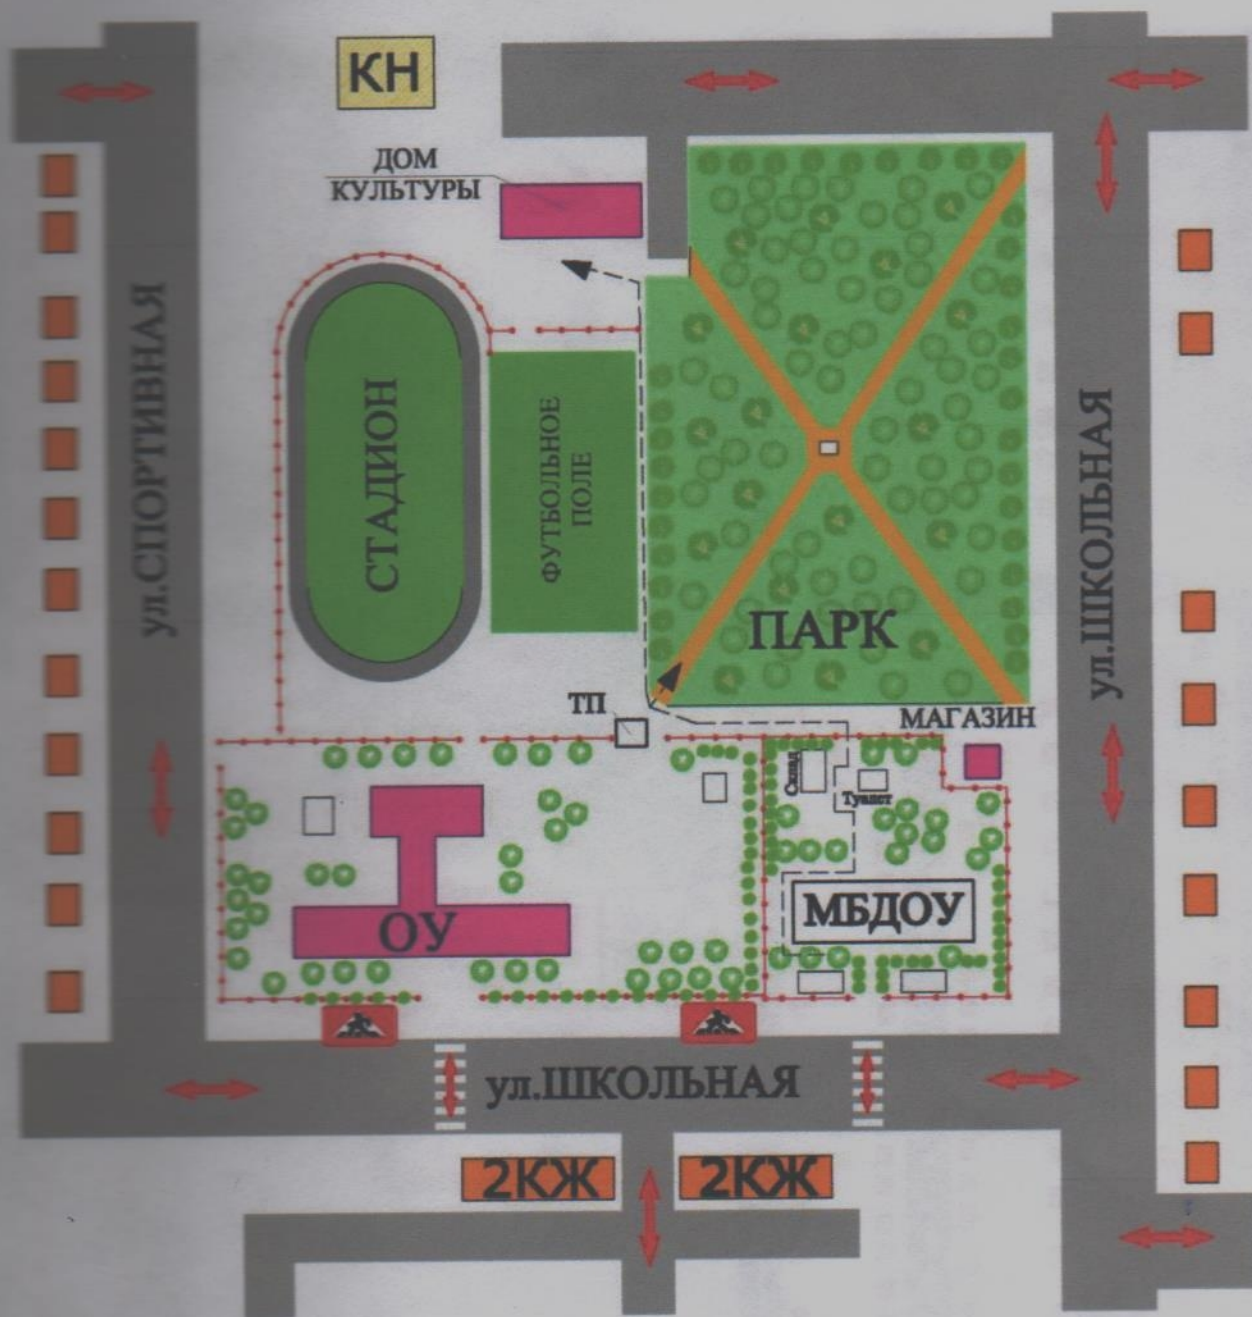 КН
ДОМ
КУЛЬТУРЫ
ул.СПОРТИВНАЯ
СТАДИОН
ФУТБОЛЬНОЕ
ПОЛЕ
ул.ШКОЛЬНАЯ
ПАРК
ТП
МАГАЗИН
Склад
Туалет
ОУ
МБДОУ
ул.ШКОЛЬНАЯ
2КЖ
2КЖ